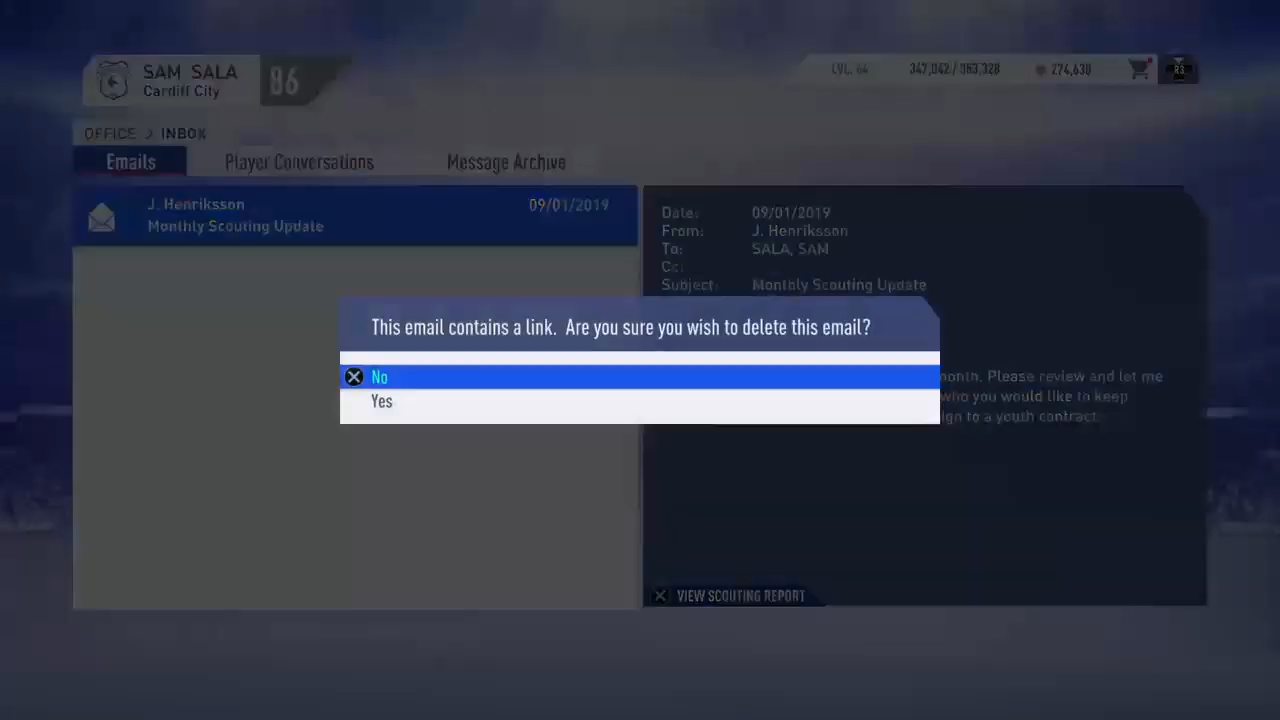 SAM SALA
Cardiff City
86
LVL. 64 347,042 / 363,328 274,630
R3
OFFICE > INBOX
Emails Player Conversations Message Archive
J. Henriksson 09/01/2019
Monthly Scouting Update
Date: 09/01/2019
From: J. Henriksson
To: SALA, SAM
Cc:
Subject: Monthly Scouting Update
This email contains a link. Are you sure you wish to delete this email?
No
Yes
month. Please review and let me
who you would like to keep
ign to a youth contract.
VIEW SCOUTING REPORT